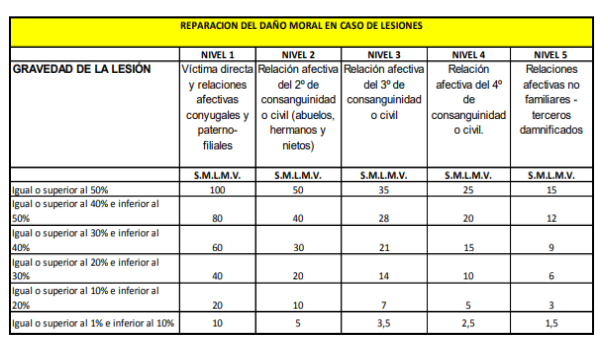 REPARACION DEL DAÑO MORAL EN CASO DE LESIONES
NIVEL 1 NIVEL 2 NIVEL 3 NIVEL 4 NIVEL 5
GRAVEDAD DE LA LESIÓN Víctima directa Relación afectiva Relación afectiva Relación Relaciones
y relaciones del 2º de del 3º de afectiva del 4º afectivas no
afectivas consanguinidad consanguinidad de familiares -
conyugales y o civil (abuelos, o civil consanguinidad terceros
paterno- hermanos y o civil. damnificados
filiales nietos)
S.M.L.M.V. S.M.L.M.V. S.M.L.M.V. S.M.L.M.V. S.M.L.M.V.
Igual o superior al 50% 100 50 35 25 15
Igual o superior al 40% e inferior al
50% 80 40 28 20 12
Igual o superior al 30% e inferior al
40% 60 30 21 15 9
Igual o superior al 20% e inferior al
30% 40 20 14 10 6
Igual o superior al 10% e inferior al
20% 20 10 7 5 3
Igual o superior al 1% e inferior al 10% 10 5 3,5 2,5 1,5